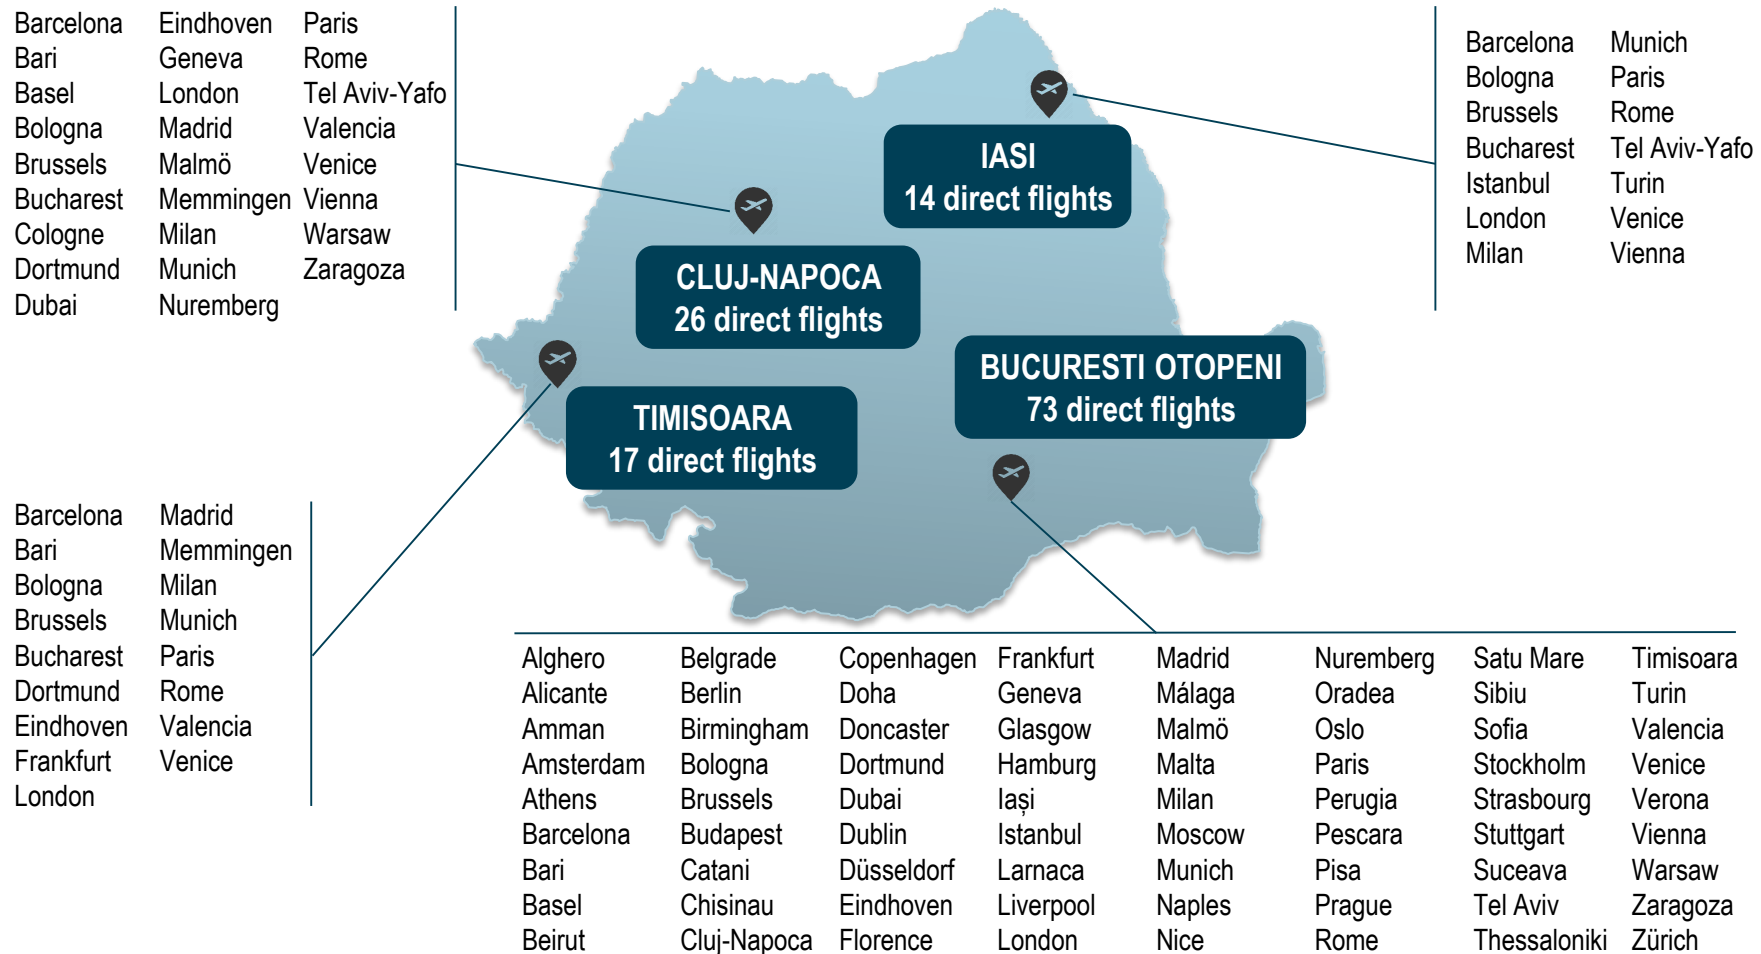 Barcelona Eindhoven Paris
Bari Geneva Rome
Basel London Tel Aviv-Yafo
Bologna Madrid Valencia
Brussels Malmö Venice
Bucharest Memmingen Vienna
Cologne Milan Warsaw
Dortmund Munich Zaragoza
Dubai Nuremberg
Barcelona Munich
Bologna Paris
Brussels Rome
Bucharest Tel Aviv-Yafo
Istanbul Turin
London Venice
Milan Vienna
IASI
14 direct flights
CLUJ-NAPOCA
26 direct flights
BUCURESTI OTOPENI
73 direct flights
TIMISOARA
17 direct flights
Barcelona Madrid
Bari Memmingen
Bologna Milan
Brussels Munich
Bucharest Paris
Dortmund Rome
Eindhoven Valencia
Frankfurt Venice
London
Alghero Belgrade Copenhagen Frankfurt Madrid Nuremberg Satu Mare Timisoara
Alicante Berlin Doha Geneva Málaga Oradea Sibiu Turin
Amman Birmingham Doncaster Glasgow Malmö Oslo Sofia Valencia
Amsterdam Bologna Dortmund Hamburg Malta Paris Stockholm Venice
Athens Brussels Dubai Iași Milan Perugia Strasbourg Verona
Barcelona Budapest Dublin Istanbul Moscow Pescara Stuttgart Vienna
Bari Catani Düsseldorf Larnaca Munich Pisa Suceava Warsaw
Basel Chisinau Eindhoven Liverpool Naples Prague Tel Aviv Zaragoza
Beirut Cluj-Napoca Florence London Nice Rome Thessaloniki Zürich